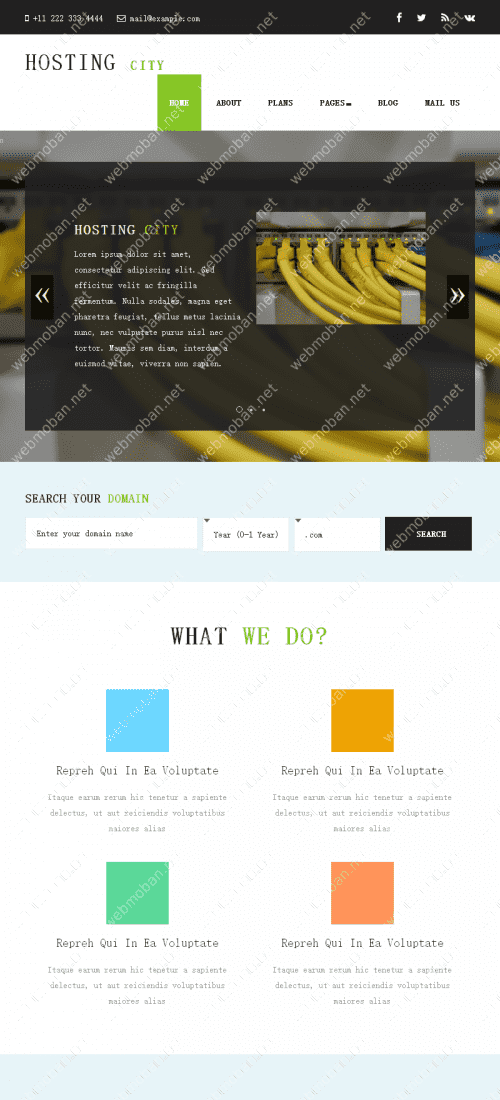 +11 222 333 4444 mail@example.com
HOSTING CITY
HOME ABOUT PLANS PAGES BLOG MAIL US
HOSTING CITY
Lorem ipsum dolor sit amet,
consectetur adipiscing elit. Sed
efficitur velit ac fringilla
fermentum. Nulla sodales, magna eget
pharetra feugiat, tellus metus lacinia
nunc, nec vulputate purus nisl nec
tortor. Mauris sem diam, interdum a
euismod vitae, viverra non sapien.
SEARCH YOUR DOMAIN
Enter your domain name Year (0-1 Year) .com SEARCH
WHAT WE DO?
Repreh Qui In Ea Voluptate
Itaque earum rerum hic tenetur a sapiente
delectus, ut aut reiciendis voluptatibus
maiores alias
Repreh Qui In Ea Voluptate
Itaque earum rerum hic tenetur a sapiente
delectus, ut aut reiciendis voluptatibus
maiores alias
Repreh Qui In Ea Voluptate
Itaque earum rerum hic tenetur a sapiente
delectus, ut aut reiciendis voluptatibus
maiores alias
Repreh Qui In Ea Voluptate
Itaque earum rerum hic tenetur a sapiente
delectus, ut aut reiciendis voluptatibus
maiores alias
webmoban.net